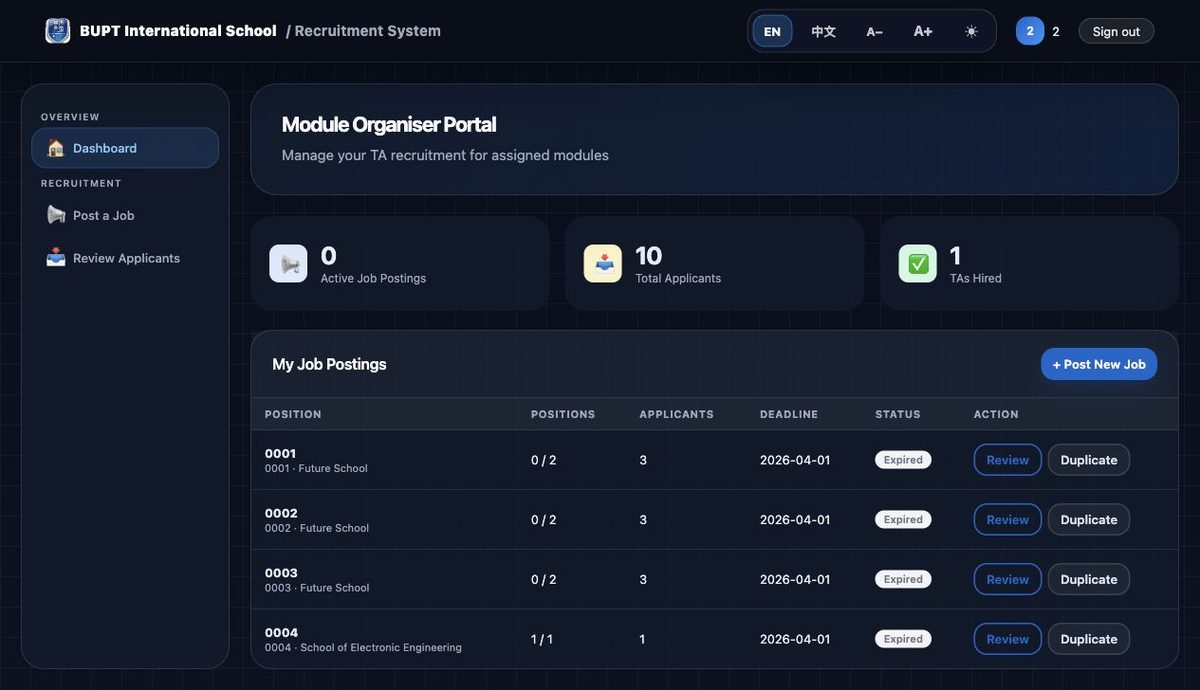 BUPT International School / Recruitment System
EN 中文 A− A+ 2 2 Sign out
OVERVIEW
Dashboard
RECRUITMENT
Post a Job
Review Applicants
Module Organiser Portal
Manage your TA recruitment for assigned modules
0
Active Job Postings
10
Total Applicants
1
TAs Hired
My Job Postings
+ Post New Job
POSITION POSITIONS APPLICANTS DEADLINE STATUS ACTION
0001
0001 · Future School
0 / 2 3 2026-04-01 Expired Review Duplicate
0002
0002 · Future School
0 / 2 3 2026-04-01 Expired Review Duplicate
0003
0003 · Future School
0 / 2 3 2026-04-01 Expired Review Duplicate
0004
0004 · School of Electronic Engineering
1 / 1 1 2026-04-01 Expired Review Duplicate